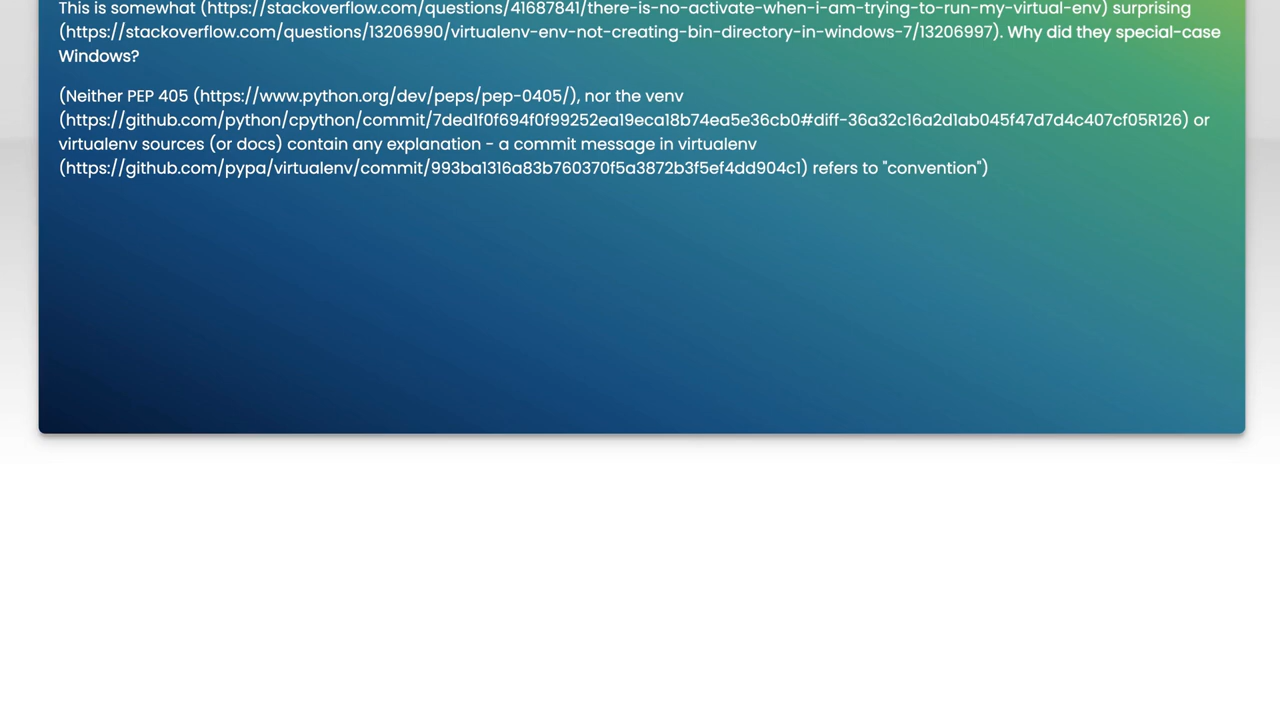 This is somewhat (https://stackoverflow.com/questions/41687841/there-is-no-activate-when-i-am-trying-to-run-my-virtual-env) surprising
(https://stackoverflow.com/questions/13206990/virtualenv-env-not-creating-bin-directory-in-windows-7/13206997). Why did they special-case
Windows?
(Neither PEP 405 (https://www.python.org/dev/peps/pep-0405/), nor the venv
(https://github.com/python/cpython/commit/7ded1f0f694f0f99252ea19eca18b74ea5e36cb0#diff-36a32c16a2d1ab045f47d7d4c407cf05R126) or
virtualenv sources (or docs) contain any explanation - a commit message in virtualenv
(https://github.com/pypa/virtualenv/commit/993ba1316a83b760370f5a3872b3f5ef4dd904c1) refers to "convention")